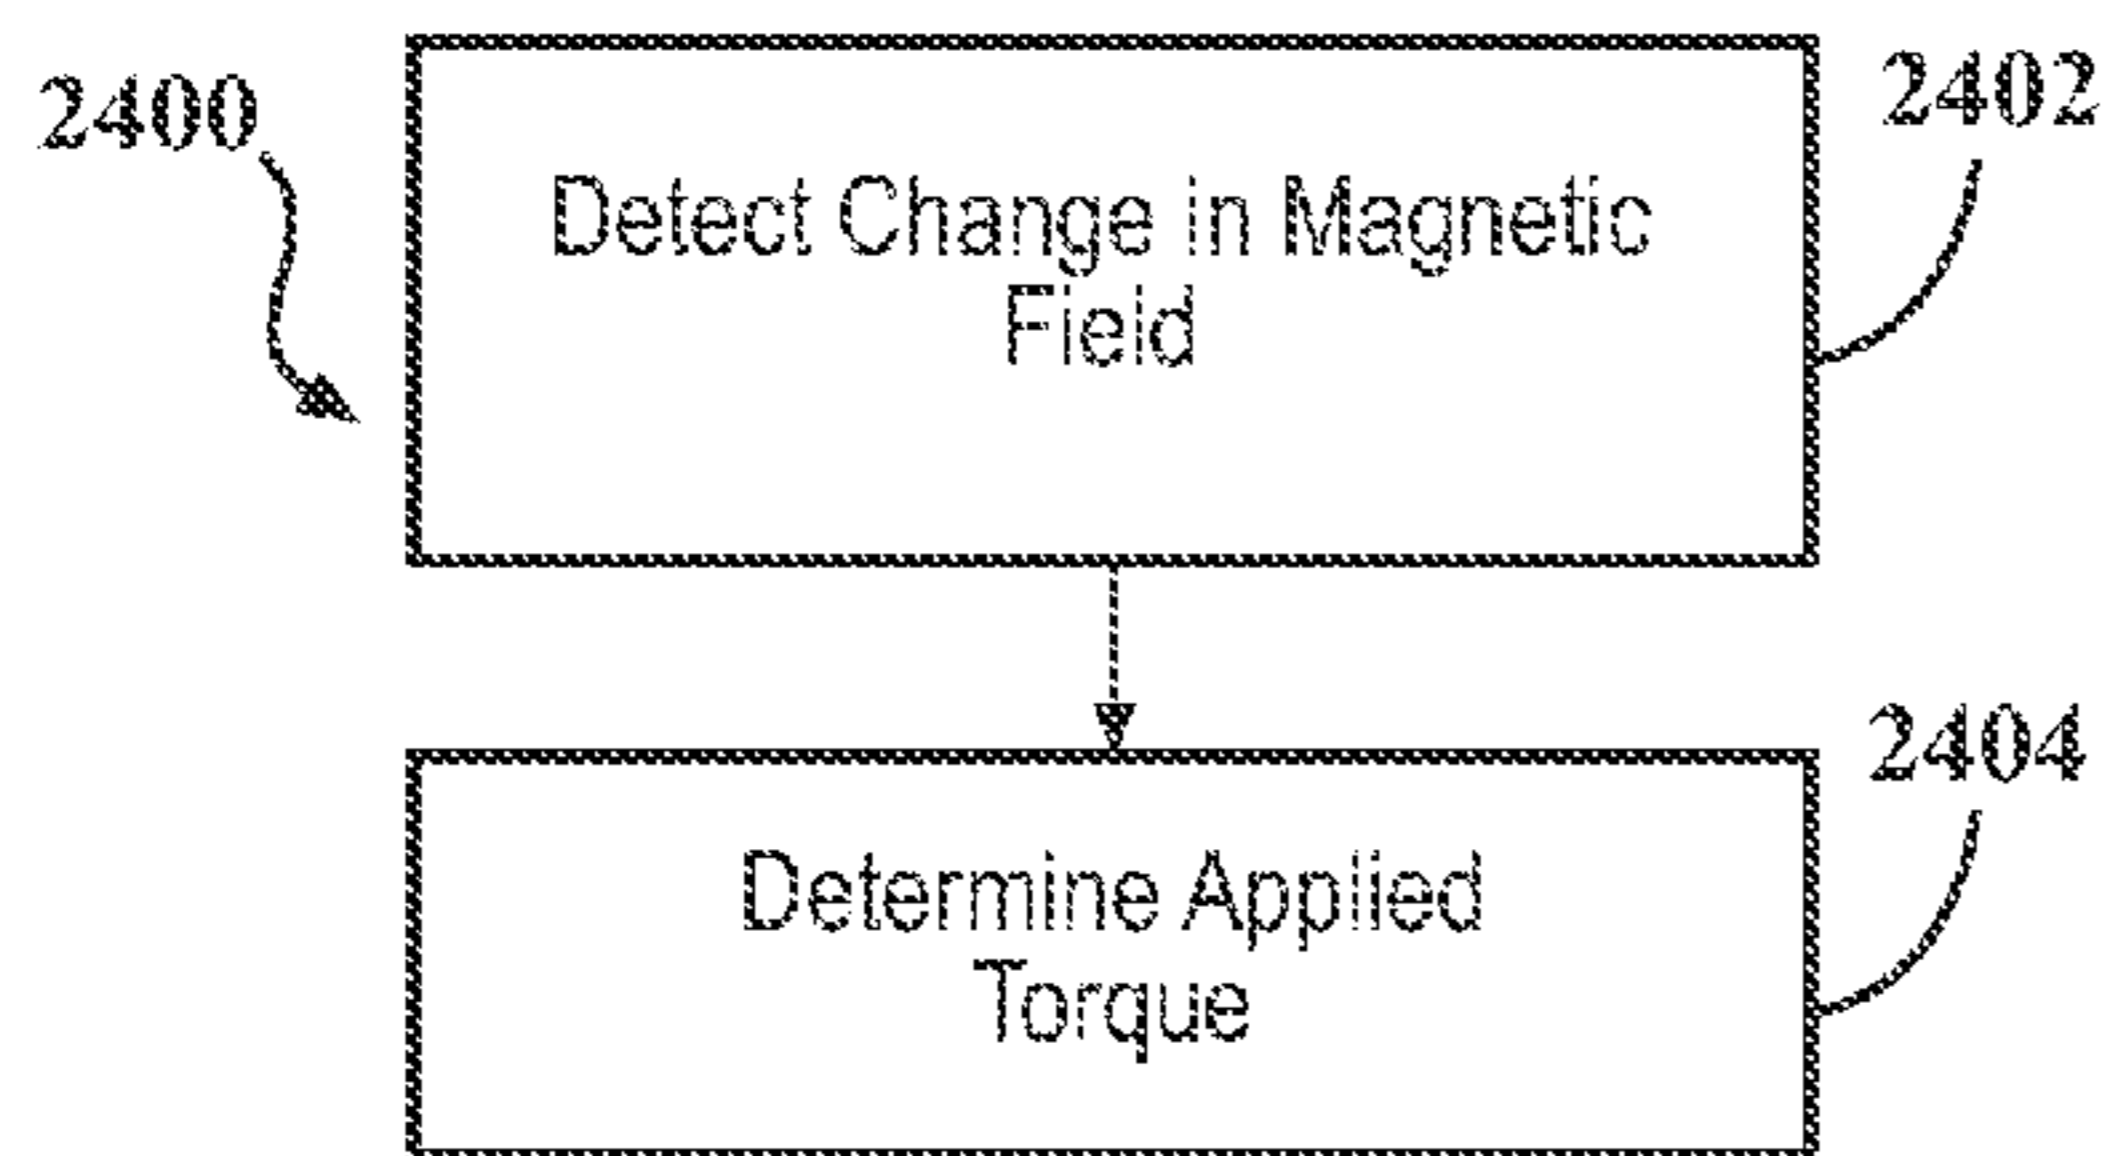 2400
2402
Detect Change in Magnetic
Field
2404
Determine Applied
Torque